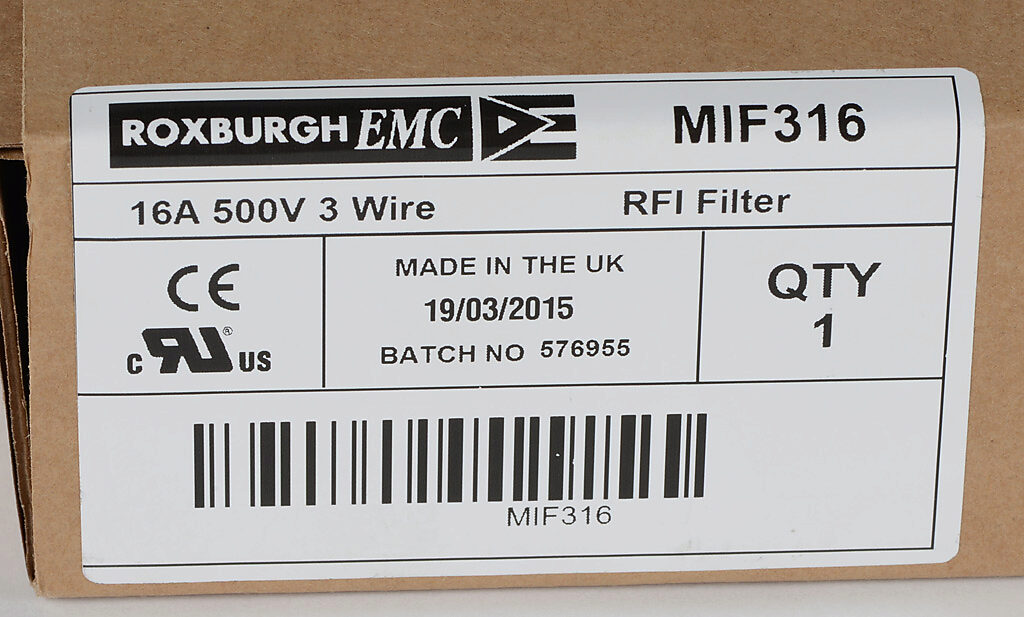 ROXBURGH EMC
MIF316
16A 500V 3 Wire
RFI Filter
CE
c RU ® US
MADE IN THE UK
19/03/2015
BATCH NO 576955
QTY
1
MIF316